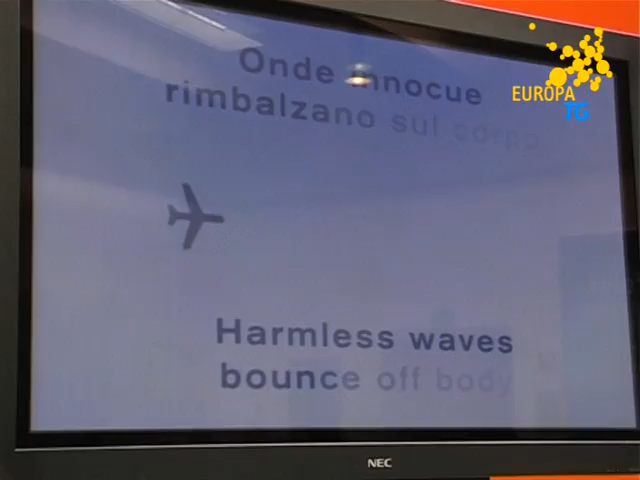 Onde innocue
rimbalzano sul corpo
EUROPA
TG
Harmless waves
bounce off body
NEC